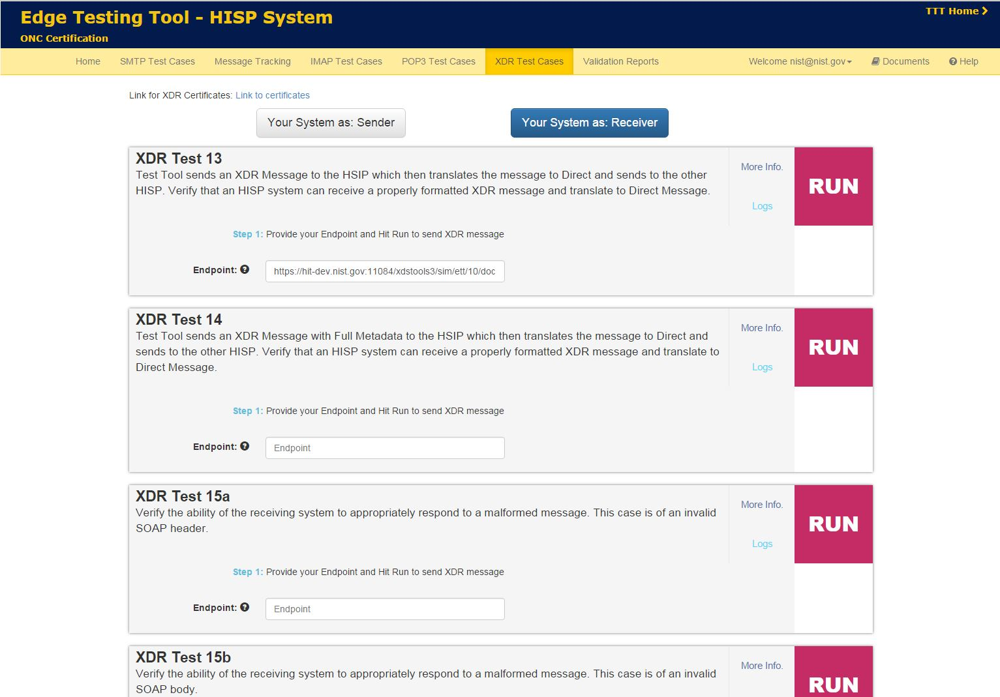 Edge Testing Tool - HISP System
TTT Home
ONC Certification
Home SMTP Test Cases Message Tracking IMAP Test Cases POP3 Test Cases XDR Test Cases Validation Reports Welcome nist@nist.gov Documents Help
Link for XDR Certificates: Link to certificates
Your System as: Sender Your System as: Receiver
XDR Test 13
Test Tool sends an XDR Message to the HSIP which then translates the message to Direct and sends to the other
HISP. Verify that an HISP system can receive a properly formatted XDR message and translate to Direct Message.
More Info.
Logs
RUN
Step 1: Provide your Endpoint and Hit Run to send XDR message
Endpoint: https://hit-dev.nist.gov:11084/xdstools3/sim/ett/10/doc
XDR Test 14
Test Tool sends an XDR Message with Full Metadata to the HSIP which then translates the message to Direct and
sends to the other HISP. Verify that an HISP system can receive a properly formatted XDR message and translate to
Direct Message.
More Info.
Logs
RUN
Step 1: Provide your Endpoint and Hit Run to send XDR message
Endpoint: Endpoint
XDR Test 15a
Verify the ability of the receiving system to appropriately respond to a malformed message. This case is of an invalid
SOAP header.
More Info.
Logs
RUN
Step 1: Provide your Endpoint and Hit Run to send XDR message
Endpoint: Endpoint
XDR Test 15b
Verify the ability of the receiving system to appropriately respond to a malformed message. This case is of an invalid
SOAP body.
More Info.
RUN